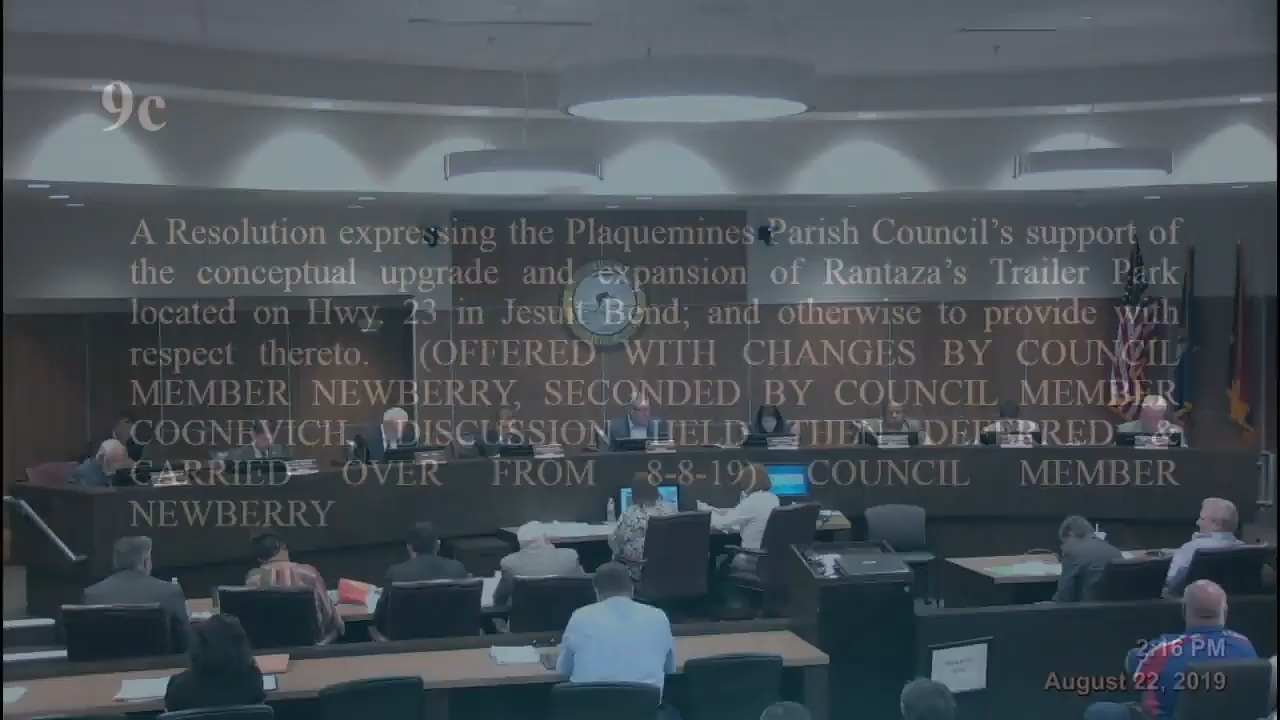 9c
A Resolution expressing the Plaquemines Parish Council's support of
the conceptual upgrade and expansion of Rantaza's Trailer Park
located on Hwy. 23 in Jesuit Bend; and otherwise to provide with
respect thereto. (OFFERED WITH CHANGES BY COUNCIL
MEMBER NEWBERRY, SECONDED BY COUNCIL MEMBER
COGNEVICH, DISCUSSION HELD, THEN DEFERRED &
CARRIED OVER FROM 8-8-19) COUNCIL MEMBER
NEWBERRY
2:16 PM
August 22, 2019